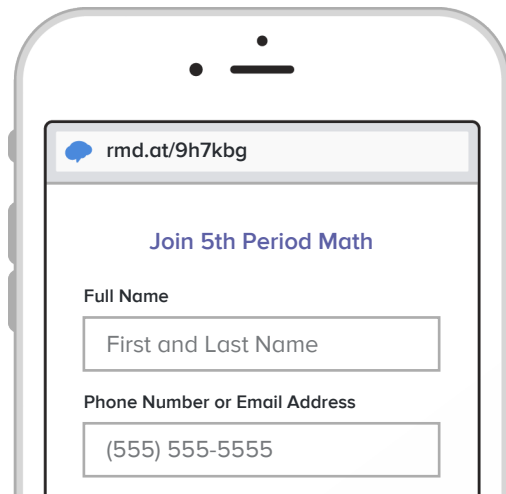 rmd.at/9h7kbg
Join 5th Period Math
Full Name
First and Last Name
Phone Number or Email Address
(555) 555-5555